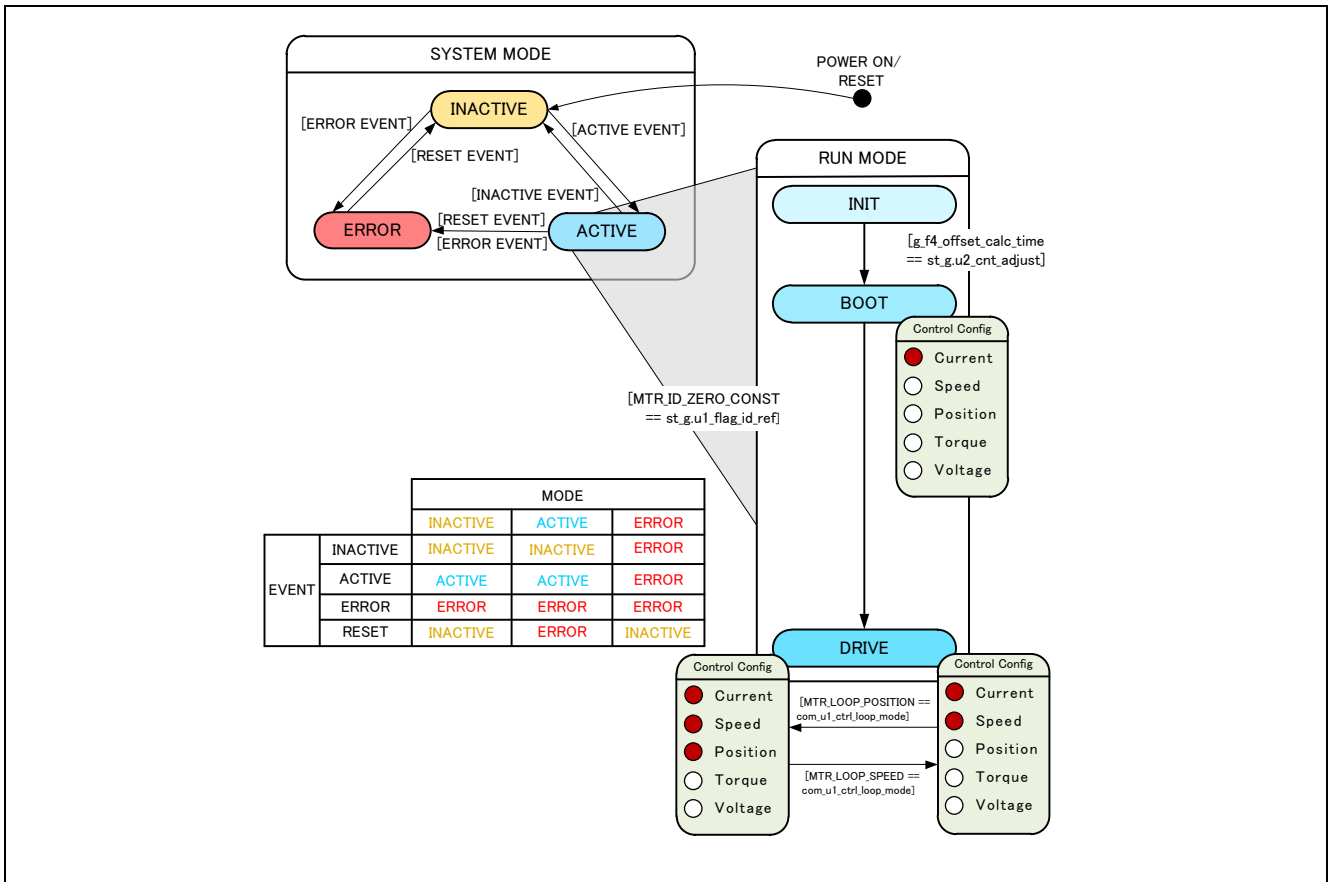 SYSTEM MODE
POWER ON/
RESET
INACTIVE
[ERROR EVENT]
[ACTIVE EVENT]
[RESET EVENT]
[INACTIVE EVENT]
ERROR
[RESET EVENT]
[ERROR EVENT]
ACTIVE
RUN MODE
INIT
[g_f4_offset_calc_time
== st_g.u2_cnt_adjust]
BOOT
Control Config
Current
Speed
Position
Torque
Voltage
[MTR_ID_ZERO_CONST
== st_g.u1_flag_id_ref]
MODE
INACTIVE ACTIVE ERROR
EVENT
INACTIVE INACTIVE INACTIVE ERROR
ACTIVE ACTIVE ACTIVE ERROR
ERROR ERROR ERROR ERROR
RESET INACTIVE ERROR INACTIVE
DRIVE
Control Config
Current
Speed
Position
Torque
Voltage
[MTR_LOOP_POSITION ==
com_u1_ctrl_loop_mode]
[MTR_LOOP_SPEED ==
com_u1_ctrl_loop_mode]
Control Config
Current
Speed
Position
Torque
Voltage